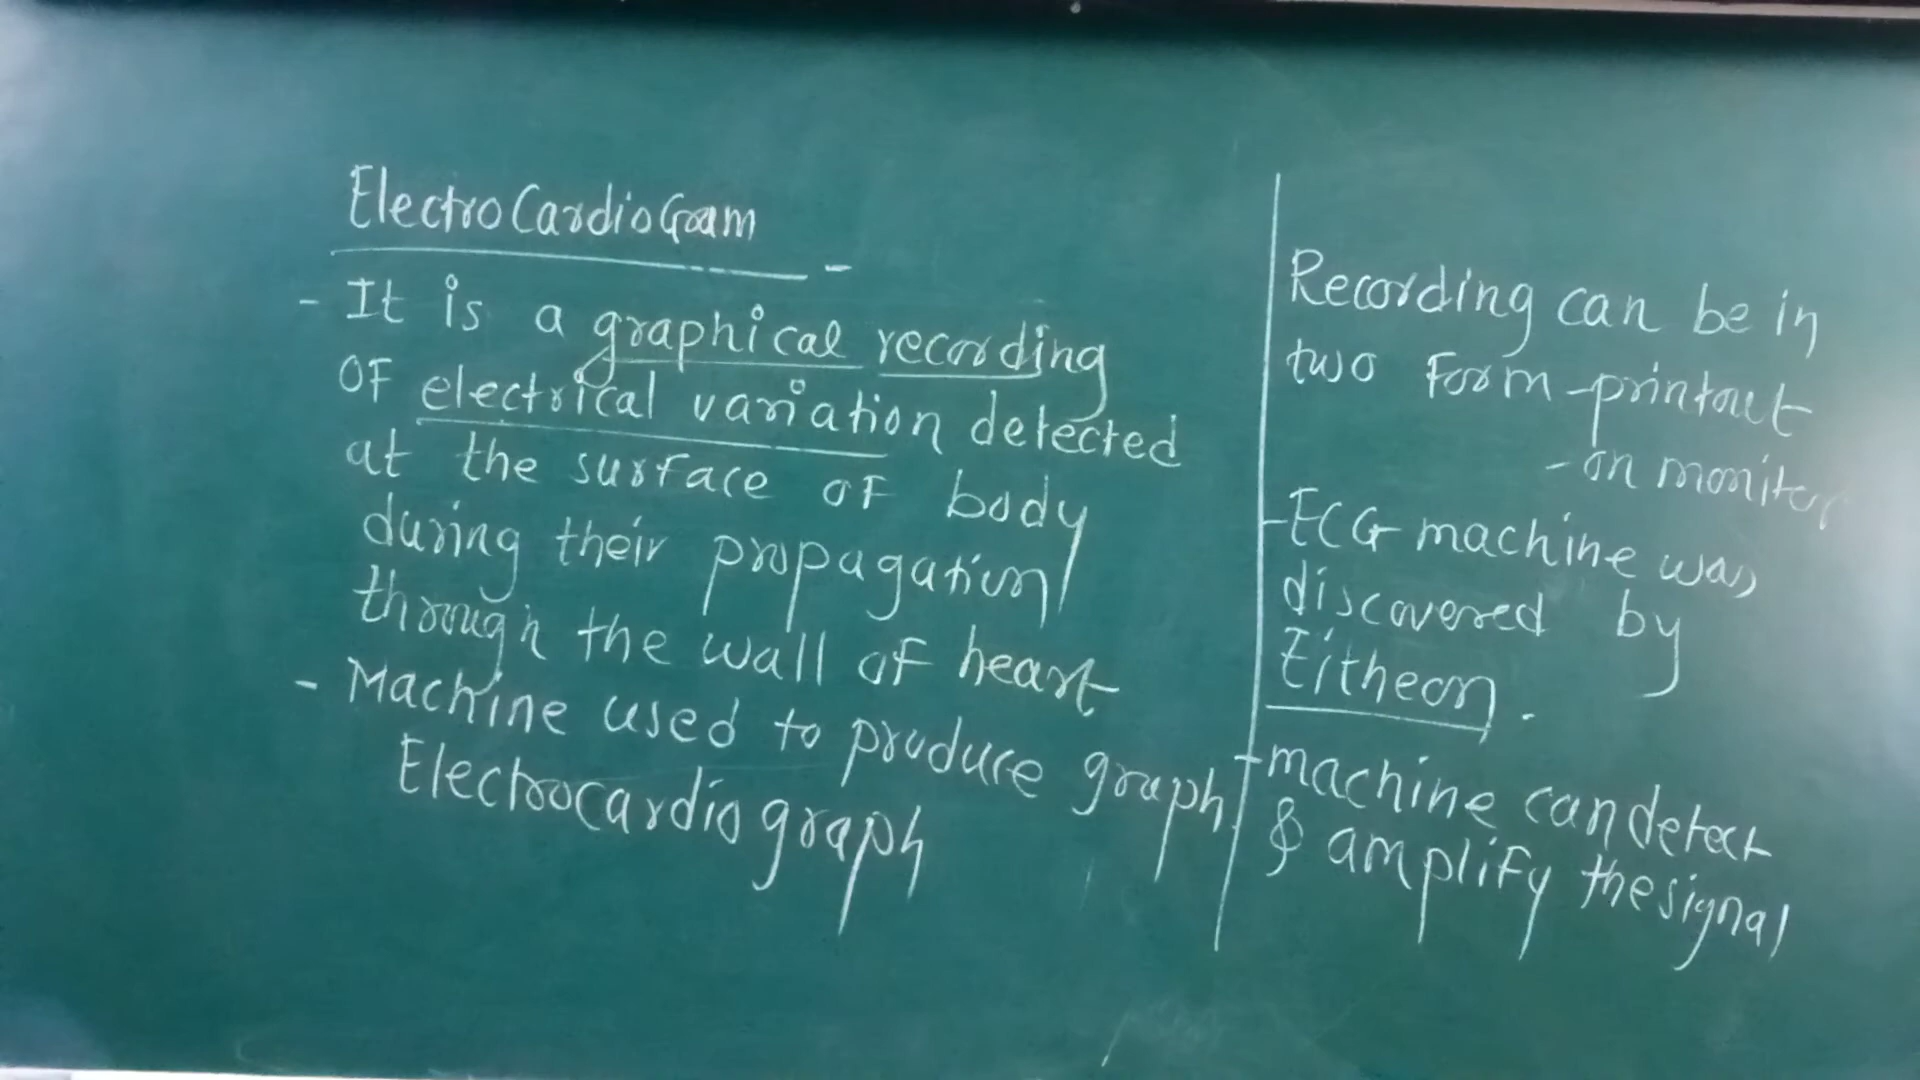 ElectroCardioGram
- It is a graphical recording
OF electrical variation detected
at the surface of body
during their propagation
through the wall of heart
- Machine used to produce graph
Electrocardiograph
Recording can be in
two Form - printout
- on monitor
- ECG machine was
discovered by
Eitheon.
- machine can detect
& amplify the signal